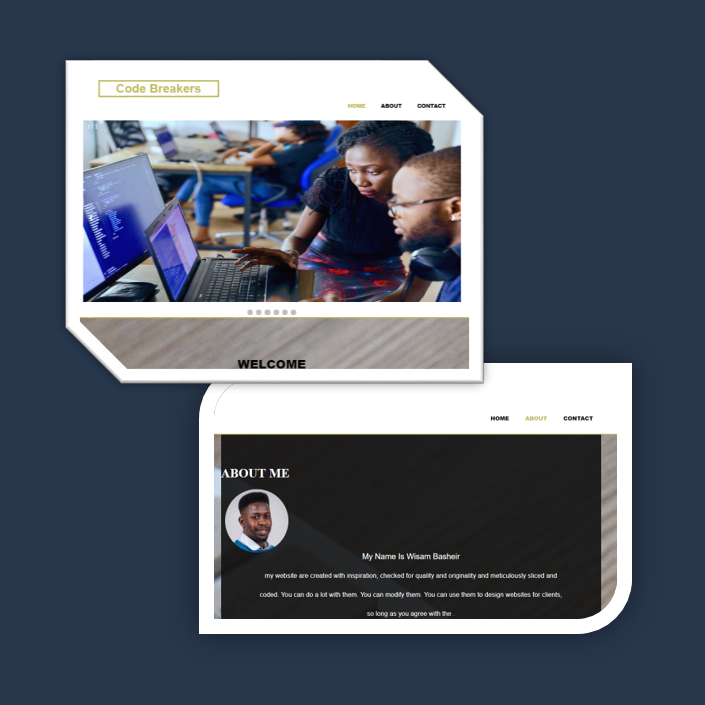 Code Breakers
HOME ABOUT CONTACT
WELCOME
HOME ABOUT CONTACT
ABOUT ME
My Name Is Wisam Basheir
my website are created with inspiration, checked for quality and originality and meticulously sliced and
coded. You can do a lot with them. You can modify them. You can use them to design websites for clients,
so long as you agree with the .